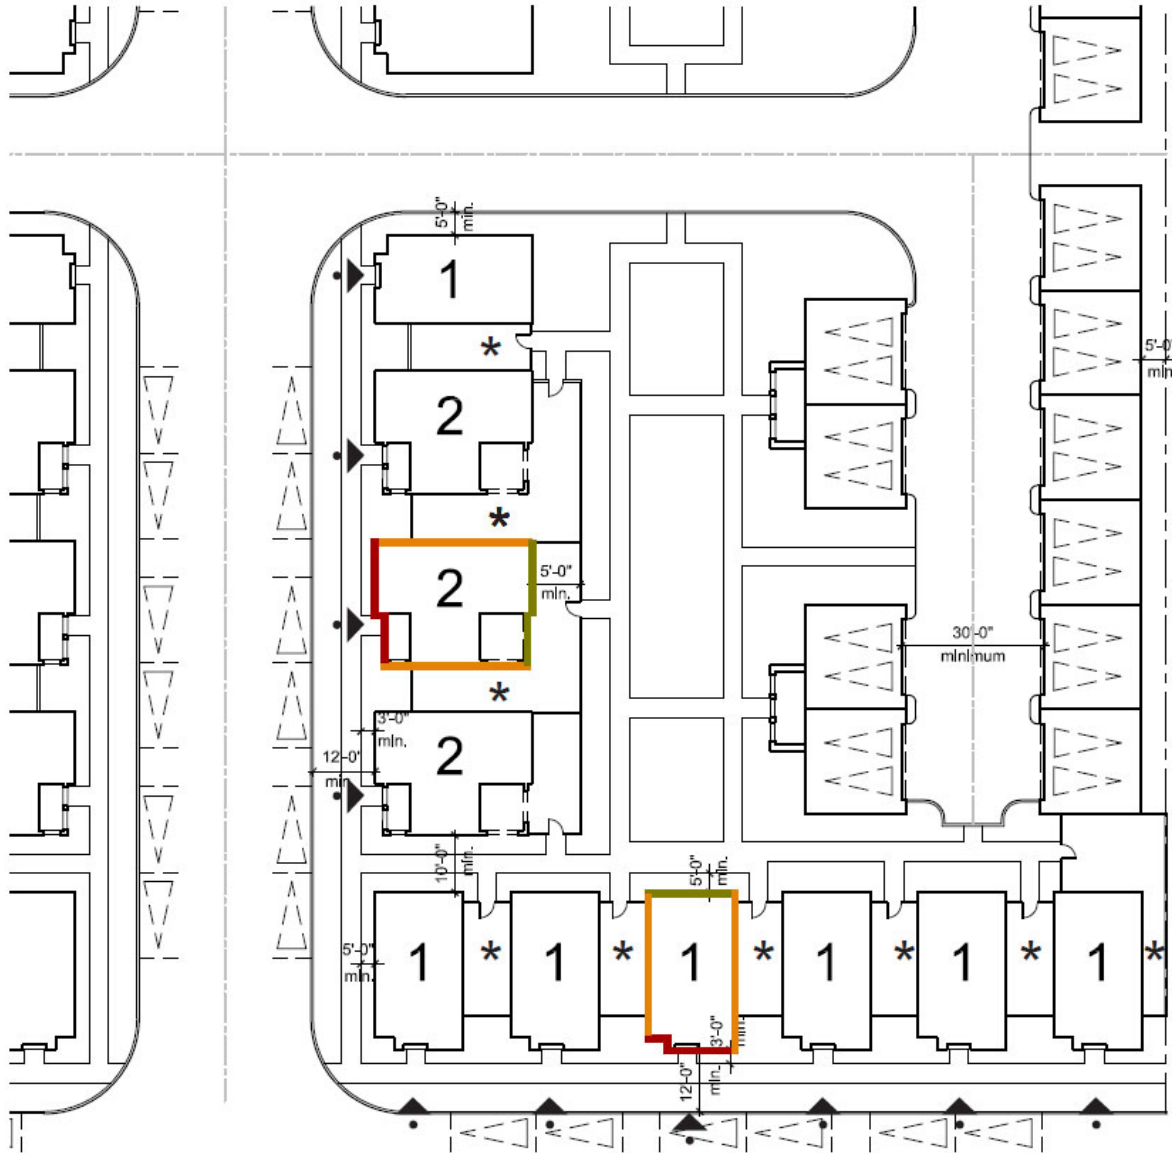 5'-0"
min.
1
*
5'-0"
min.
2
*
2
5'-0"
min.
30'-0"
minimum
*
3'-0"
min.
2
12-0'
min.
10'-0"
min.
5'-0"
min.
5'-0"
min.
1
*
1
*
1
*
1
*
1
*
1
*
3'-0"
min.
12'-0"
min.